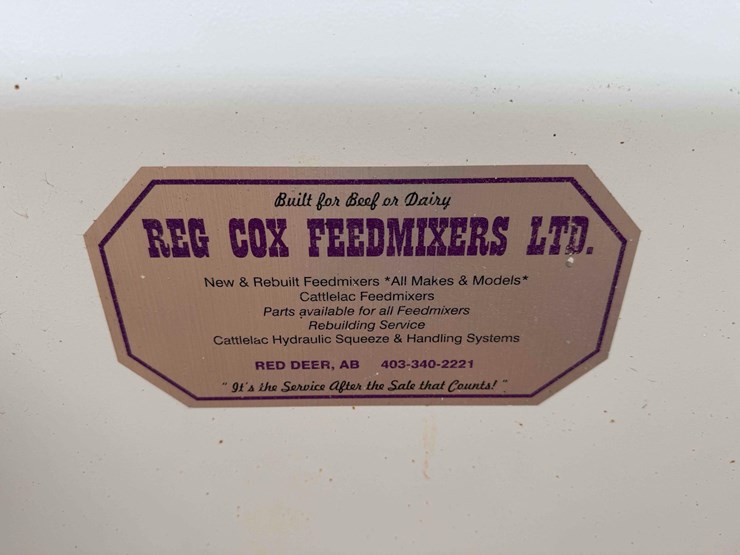 Built for Beef or Dairy
REG COX FEEDMIXERS LTD.
New & Rebuilt Feedmixers *All Makes & Models*
Cattlelac Feedmixers
Parts available for all Feedmixers
Rebuilding Service
Cattlelac Hydraulic Squeeze & Handling Systems
RED DEER, AB 403-340-2221
"It's the Service After the Sale that Counts!"